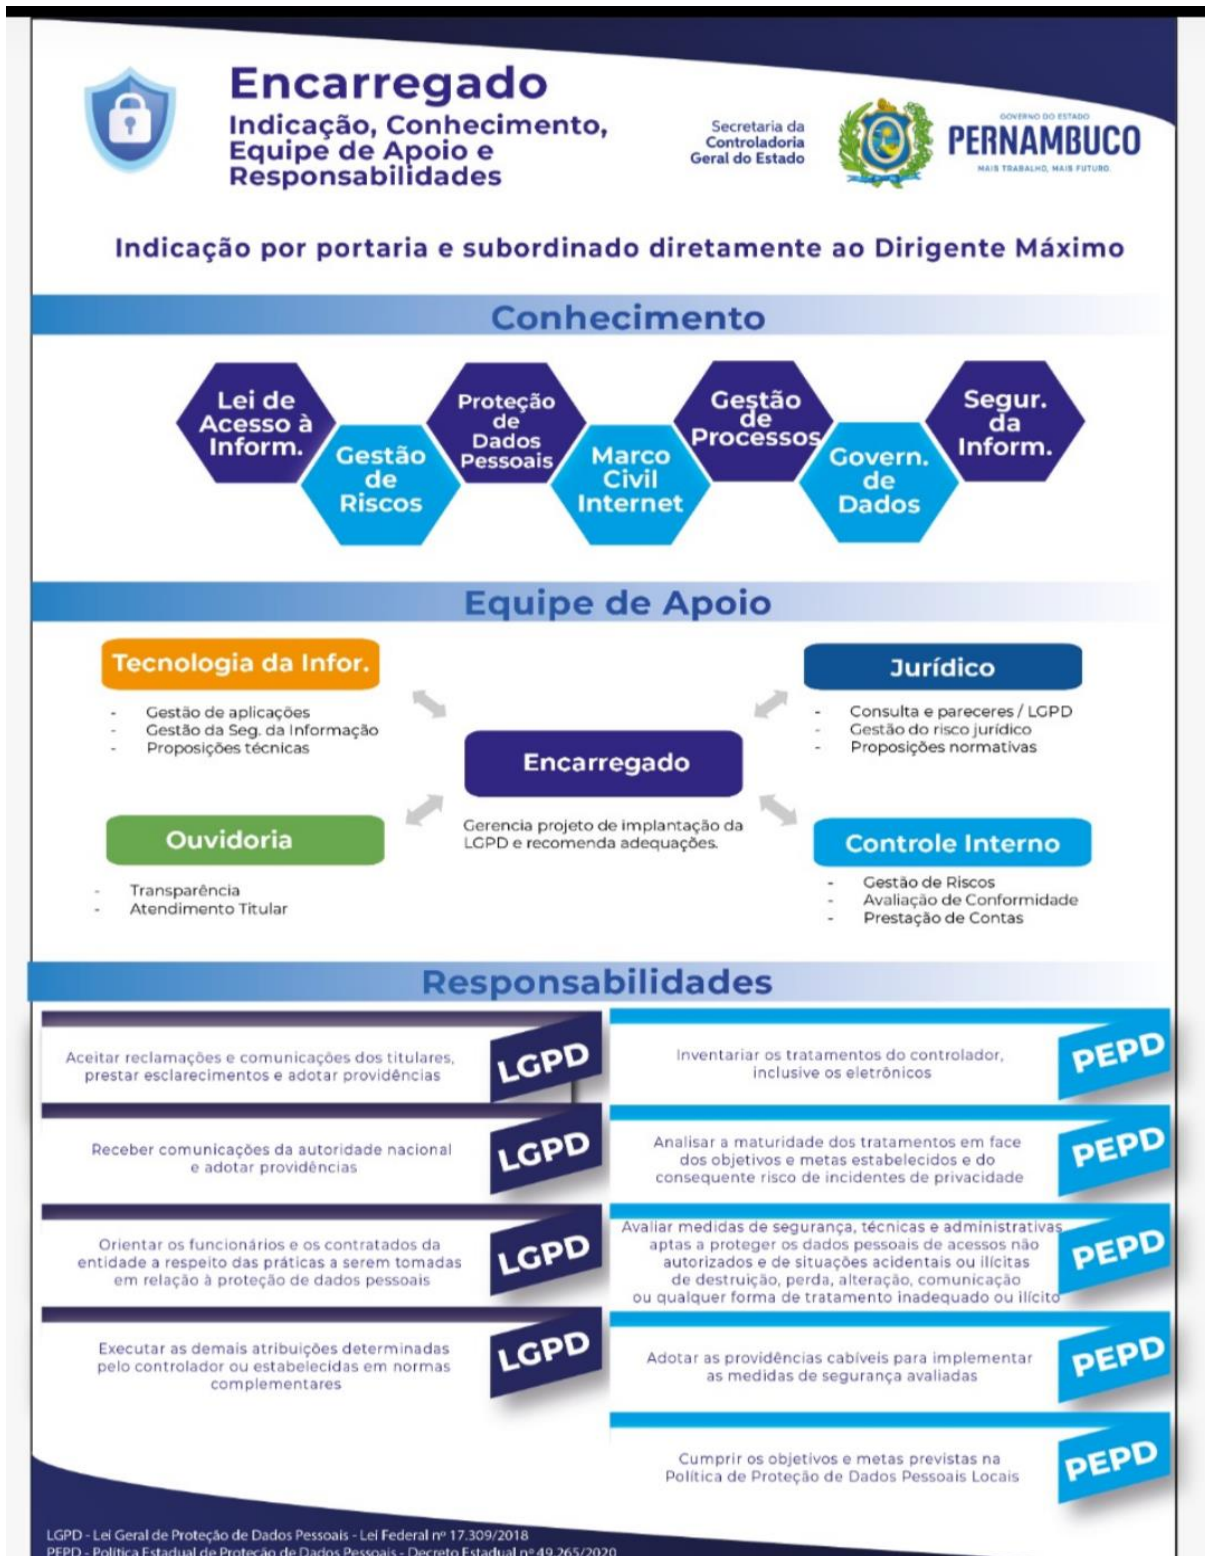 Encarregado
Indicação, Conhecimento,
Equipe de Apoio e
Responsabilidades
Secretaria da
Controladoria
Geral do Estado
GOVERNO DO ESTADO
PERNAMBUCO
MAIS TRABALHO, MAIS FUTURO.
Indicação por portaria e subordinado diretamente ao Dirigente Máximo
Conhecimento
Lei de
Acesso à
Inform.
Gestão
de
Riscos
Proteção
de
Dados
Pessoais
Marco
Civil
Internet
Gestão
de
Processos
Govern.
de
Dados
Segur.
da
Inform.
Equipe de Apoio
Tecnologia da Infor.
- Gestão de aplicações
- Gestão da Seg. da Informação
- Proposições técnicas
Jurídico
- Consulta e pareceres / LGPD
- Gestão do risco jurídico
- Proposições normativas
Encarregado
Gerencia projeto de implantação da
LGPD e recomenda adequações.
Ouvidoria
- Transparência
- Atendimento Titular
Controle Interno
- Gestão de Riscos
- Avaliação de Conformidade
- Prestação de Contas
Responsabilidades
Aceitar reclamações e comunicações dos titulares,
prestar esclarecimentos e adotar providências
LGPD
Receber comunicações da autoridade nacional
e adotar providências
LGPD
Orientar os funcionários e os contratados da
entidade a respeito das práticas a serem tomadas
em relação à proteção de dados pessoais
LGPD
Executar as demais atribuições determinadas
pelo controlador ou estabelecidas em normas
complementares
LGPD
Inventariar os tratamentos do controlador,
inclusive os eletrônicos
PEPD
Analisar a maturidade dos tratamentos em face
dos objetivos e metas estabelecidos e do
consequente risco de incidentes de privacidade
PEPD
Avaliar medidas de segurança, técnicas e administrativas
aptas a proteger os dados pessoais de acessos não
autorizados e de situações acidentais ou ilícitas
de destruição, perda, alteração, comunicação
ou qualquer forma de tratamento inadequado ou ilícito
PEPD
Adotar as providências cabíveis para implementar
as medidas de segurança avaliadas
PEPD
Cumprir os objetivos e metas previstas na
Política de Proteção de Dados Pessoais Locais
PEPD
LGPD - Lei Geral de Proteção de Dados Pessoais - Lei Federal nº 17.309/2018
PEPD - Política Estadual de Proteção de Dados Pessoais - Decreto Estadual nº 49.265/2020